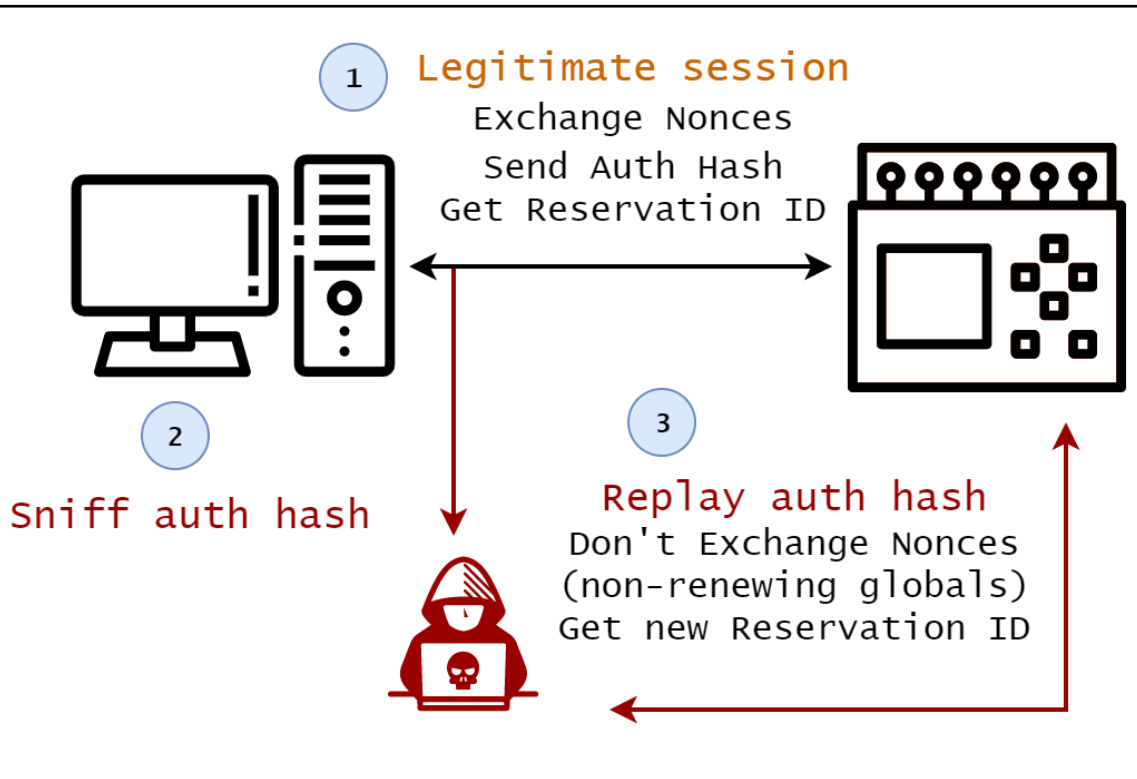 1
Legitimate session
Exchange Nonces
Send Auth Hash
Get Reservation ID
2
Sniff auth hash
3
Replay auth hash
Don't Exchange Nonces
(non-renewing globals)
Get new Reservation ID